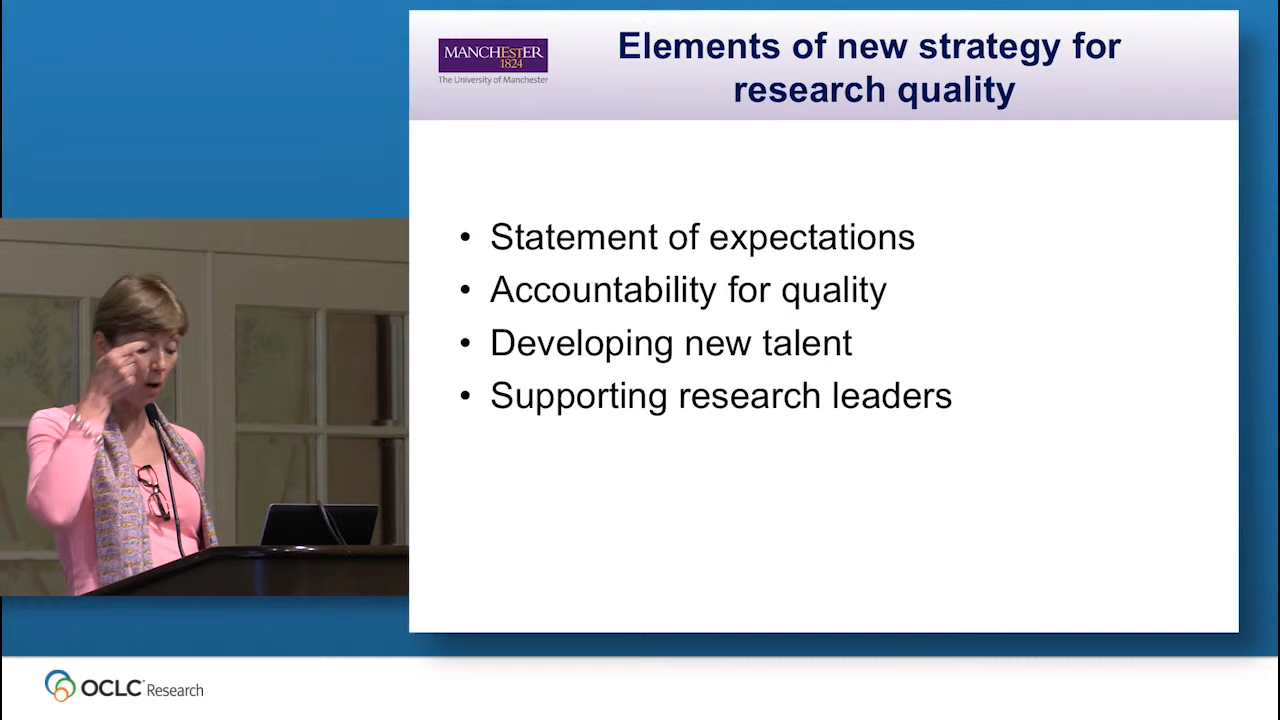 MANCHESTER
1824
The University of Manchester
Elements of new strategy for
research quality
• Statement of expectations
• Accountability for quality
• Developing new talent
• Supporting research leaders
OCLC Research